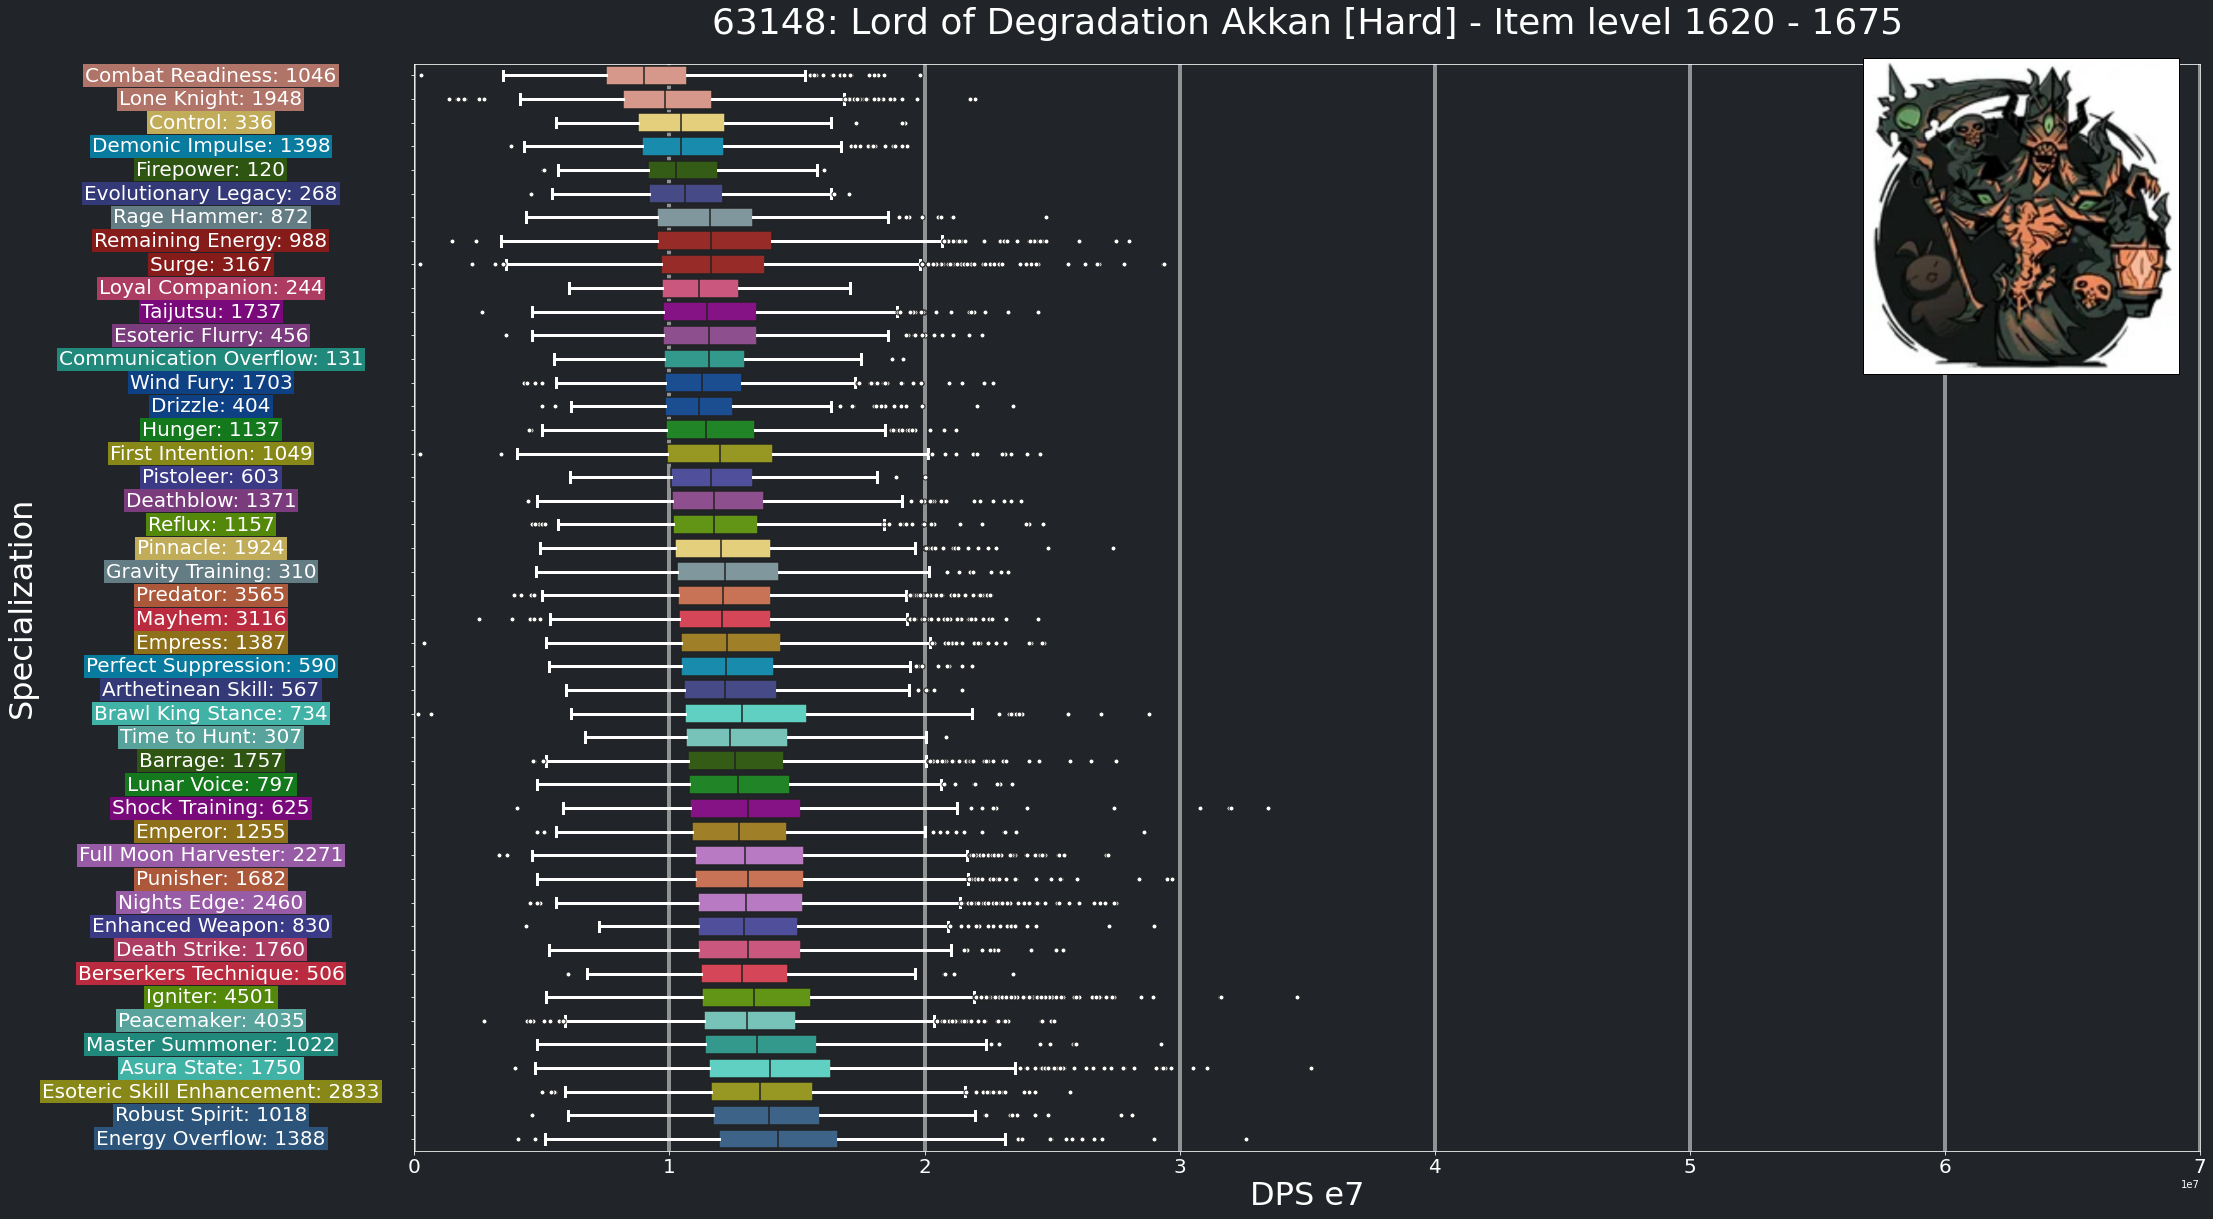 63148: Lord of Degradation Akkan [Hard] - Item level 1620 - 1675
Specialization
Combat Readiness: 1046
Lone Knight: 1948
Control: 336
Demonic Impulse: 1398
Firepower: 120
Evolutionary Legacy: 268
Rage Hammer: 872
Remaining Energy: 988
Surge: 3167
Loyal Companion: 244
Taijutsu: 1737
Esoteric Flurry: 456
Communication Overflow: 131
Wind Fury: 1703
Drizzle: 404
Hunger: 1137
First Intention: 1049
Pistoleer: 603
Deathblow: 1371
Reflux: 1157
Pinnacle: 1924
Gravity Training: 310
Predator: 3565
Mayhem: 3116
Empress: 1387
Perfect Suppression: 590
Arthetinean Skill: 567
Brawl King Stance: 734
Time to Hunt: 307
Barrage: 1757
Lunar Voice: 797
Shock Training: 625
Emperor: 1255
Full Moon Harvester: 2271
Punisher: 1682
Nights Edge: 2460
Enhanced Weapon: 830
Death Strike: 1760
Berserkers Technique: 506
Igniter: 4501
Peacemaker: 4035
Master Summoner: 1022
Asura State: 1750
Esoteric Skill Enhancement: 2833
Robust Spirit: 1018
Energy Overflow: 1388
0 1 2 3 4 5 6 7
1e7
DPS e7